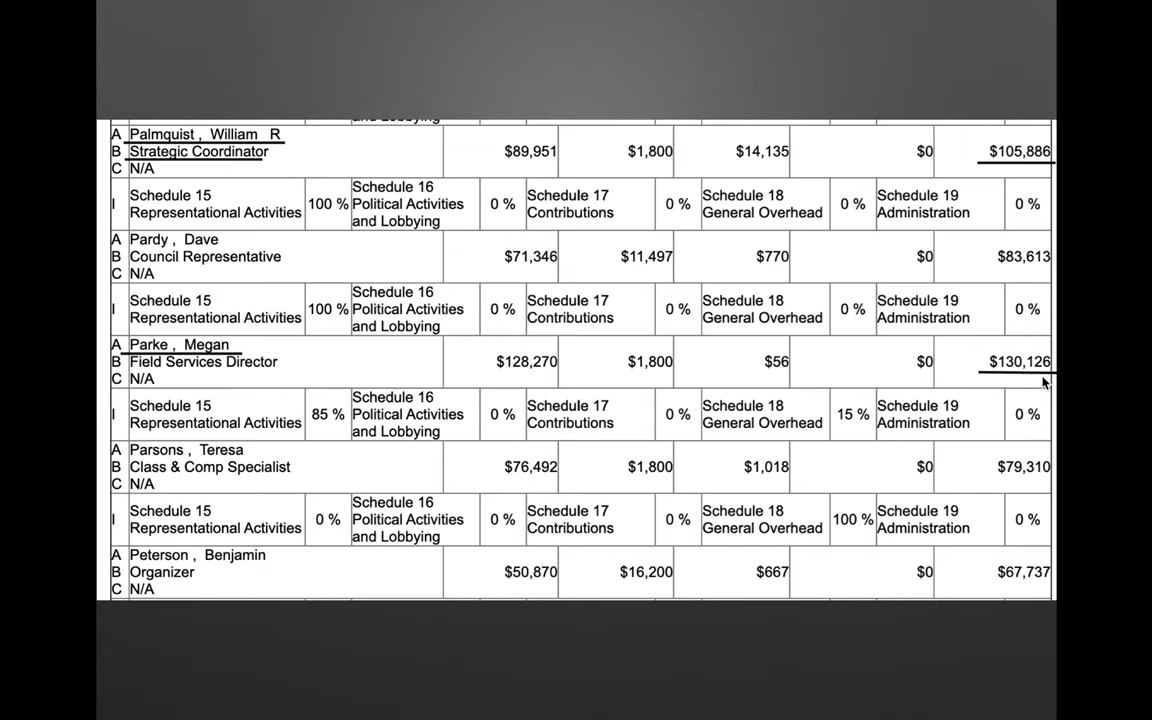 and Lobbying
A Palmquist , William R
B Strategic Coordinator $89,951 $1,800 $14,135 $0 $105,886
C N/A
I Schedule 15 Representational Activities 100 % Schedule 16 Political Activities and Lobbying 0 % Schedule 17 Contributions 0 % Schedule 18 General Overhead 0 % Schedule 19 Administration 0 %
A Pardy , Dave
B Council Representative $71,346 $11,497 $770 $0 $83,613
C N/A
I Schedule 15 Representational Activities 100 % Schedule 16 Political Activities and Lobbying 0 % Schedule 17 Contributions 0 % Schedule 18 General Overhead 0 % Schedule 19 Administration 0 %
A Parke , Megan
B Field Services Director $128,270 $1,800 $56 $0 $130,126
C N/A
I Schedule 15 Representational Activities 85 % Schedule 16 Political Activities and Lobbying 0 % Schedule 17 Contributions 0 % Schedule 18 General Overhead 15 % Schedule 19 Administration 0 %
A Parsons , Teresa
B Class & Comp Specialist $76,492 $1,800 $1,018 $0 $79,310
C N/A
I Schedule 15 Representational Activities 0 % Schedule 16 Political Activities and Lobbying 0 % Schedule 17 Contributions 0 % Schedule 18 General Overhead 100 % Schedule 19 Administration 0 %
A Peterson , Benjamin
B Organizer $50,870 $16,200 $667 $0 $67,737
C N/A